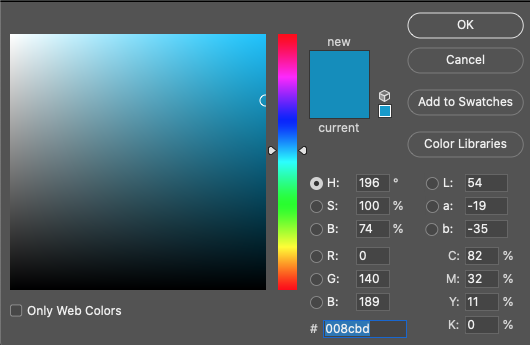 new
current
OK
Cancel
Add to Swatches
Color Libraries
H: 196 °
S: 100 %
B: 74 %
R: 0
G: 140
B: 189
# 008cbd
L: 54
a: -19
b: -35
C: 82 %
M: 32 %
Y: 11 %
K: 0 %
Only Web Colors